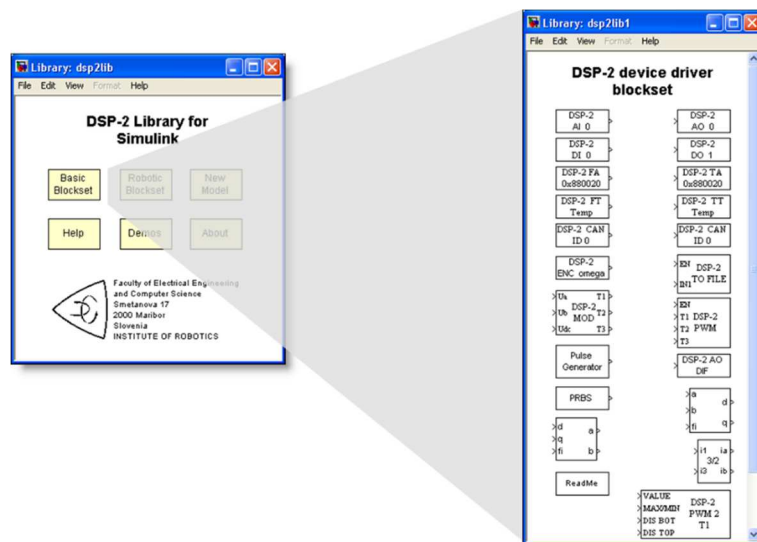 Library: dsp2lib
File Edit View Format Help
DSP-2 Library for
Simulink
Basic
Blockset
Robotic
Blockset
New
Model
Help
Demos
About
Faculty of Electrical Engineering
and Computer Science
Smetanova 17
2000 Maribor
Slovenia
INSTITUTE OF ROBOTICS
Library: dsp2lib1
File Edit View Format Help
DSP-2 device driver
blockset
DSP-2
AI 0
DSP-2
AO 0
DSP-2
DI 0
DSP-2
DO 1
DSP-2 FA
0x880020
DSP-2 TA
0x880020
DSP-2 FT
Temp
DSP-2 TT
Temp
DSP-2 CAN
ID 0
DSP-2 CAN
ID 0
DSP-2
ENC omega
EN
IN1
DSP-2
TO FILE
Ua
Ub
Udc
DSP-2
MOD
T1
T2
T3
EN
T1
T2
T3
DSP-2
PWM
Pulse
Generator
DSP-2 AO
DIF
PRBS
a
b
fi
d
q
d
q
fi
a
b
i1
i3
3/2
ia
ib
ReadMe
VALUE
MAX/MIN
DIS BOT
DIS TOP
DSP-2
PWM 2
T1